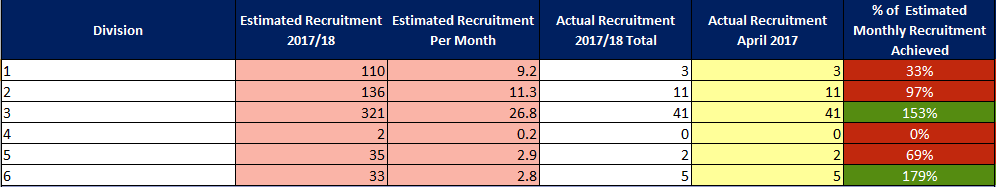 Division Estimated Recruitment 2017/18 Estimated Recruitment Per Month Actual Recruitment 2017/18 Total Actual Recruitment April 2017 % of Estimated Monthly Recruitment Achieved
1 110 9.2 3 3 33%
2 136 11.3 11 11 97%
3 321 26.8 41 41 153%
4 2 0.2 0 0 0%
5 35 2.9 2 2 69%
6 33 2.8 5 5 179%